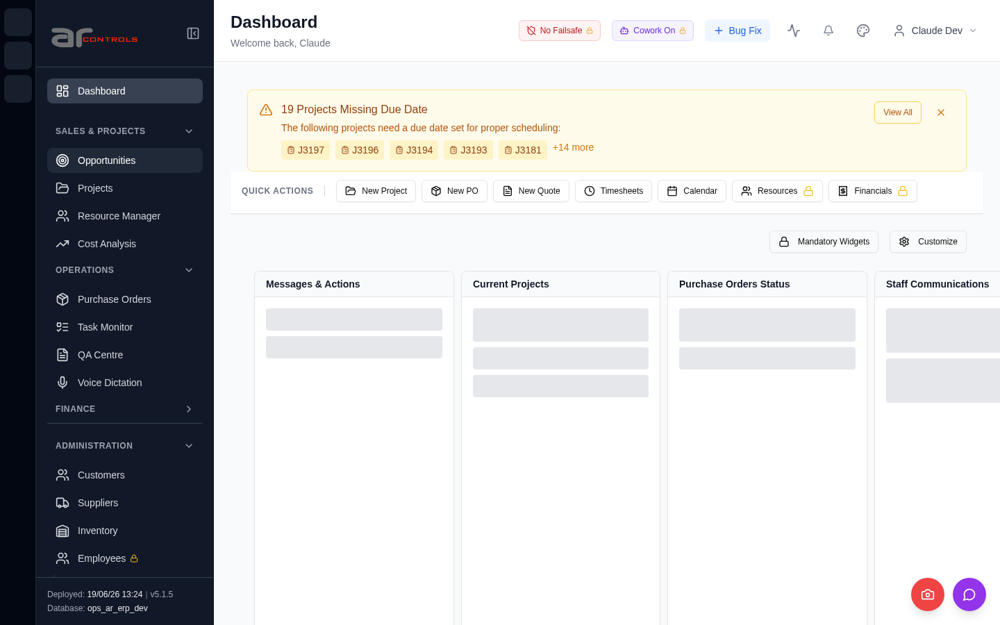 ar CONTROLS
Dashboard
SALES & PROJECTS
Opportunities
Projects
Resource Manager
Cost Analysis
OPERATIONS
Purchase Orders
Task Monitor
QA Centre
Voice Dictation
FINANCE
ADMINISTRATION
Customers
Suppliers
Inventory
Employees
Deployed: 19/06/26 13:24 | v5.1.5
Database: ops_ar_erp_dev
Dashboard
Welcome back, Claude
No Failsafe
Cowork On
Bug Fix
Claude Dev
19 Projects Missing Due Date
The following projects need a due date set for proper scheduling:
J3197 J3196 J3194 J3193 J3181 +14 more
View All
QUICK ACTIONS
New Project
New PO
New Quote
Timesheets
Calendar
Resources
Financials
Mandatory Widgets
Customize
Messages & Actions
Current Projects
Purchase Orders Status
Staff Communications